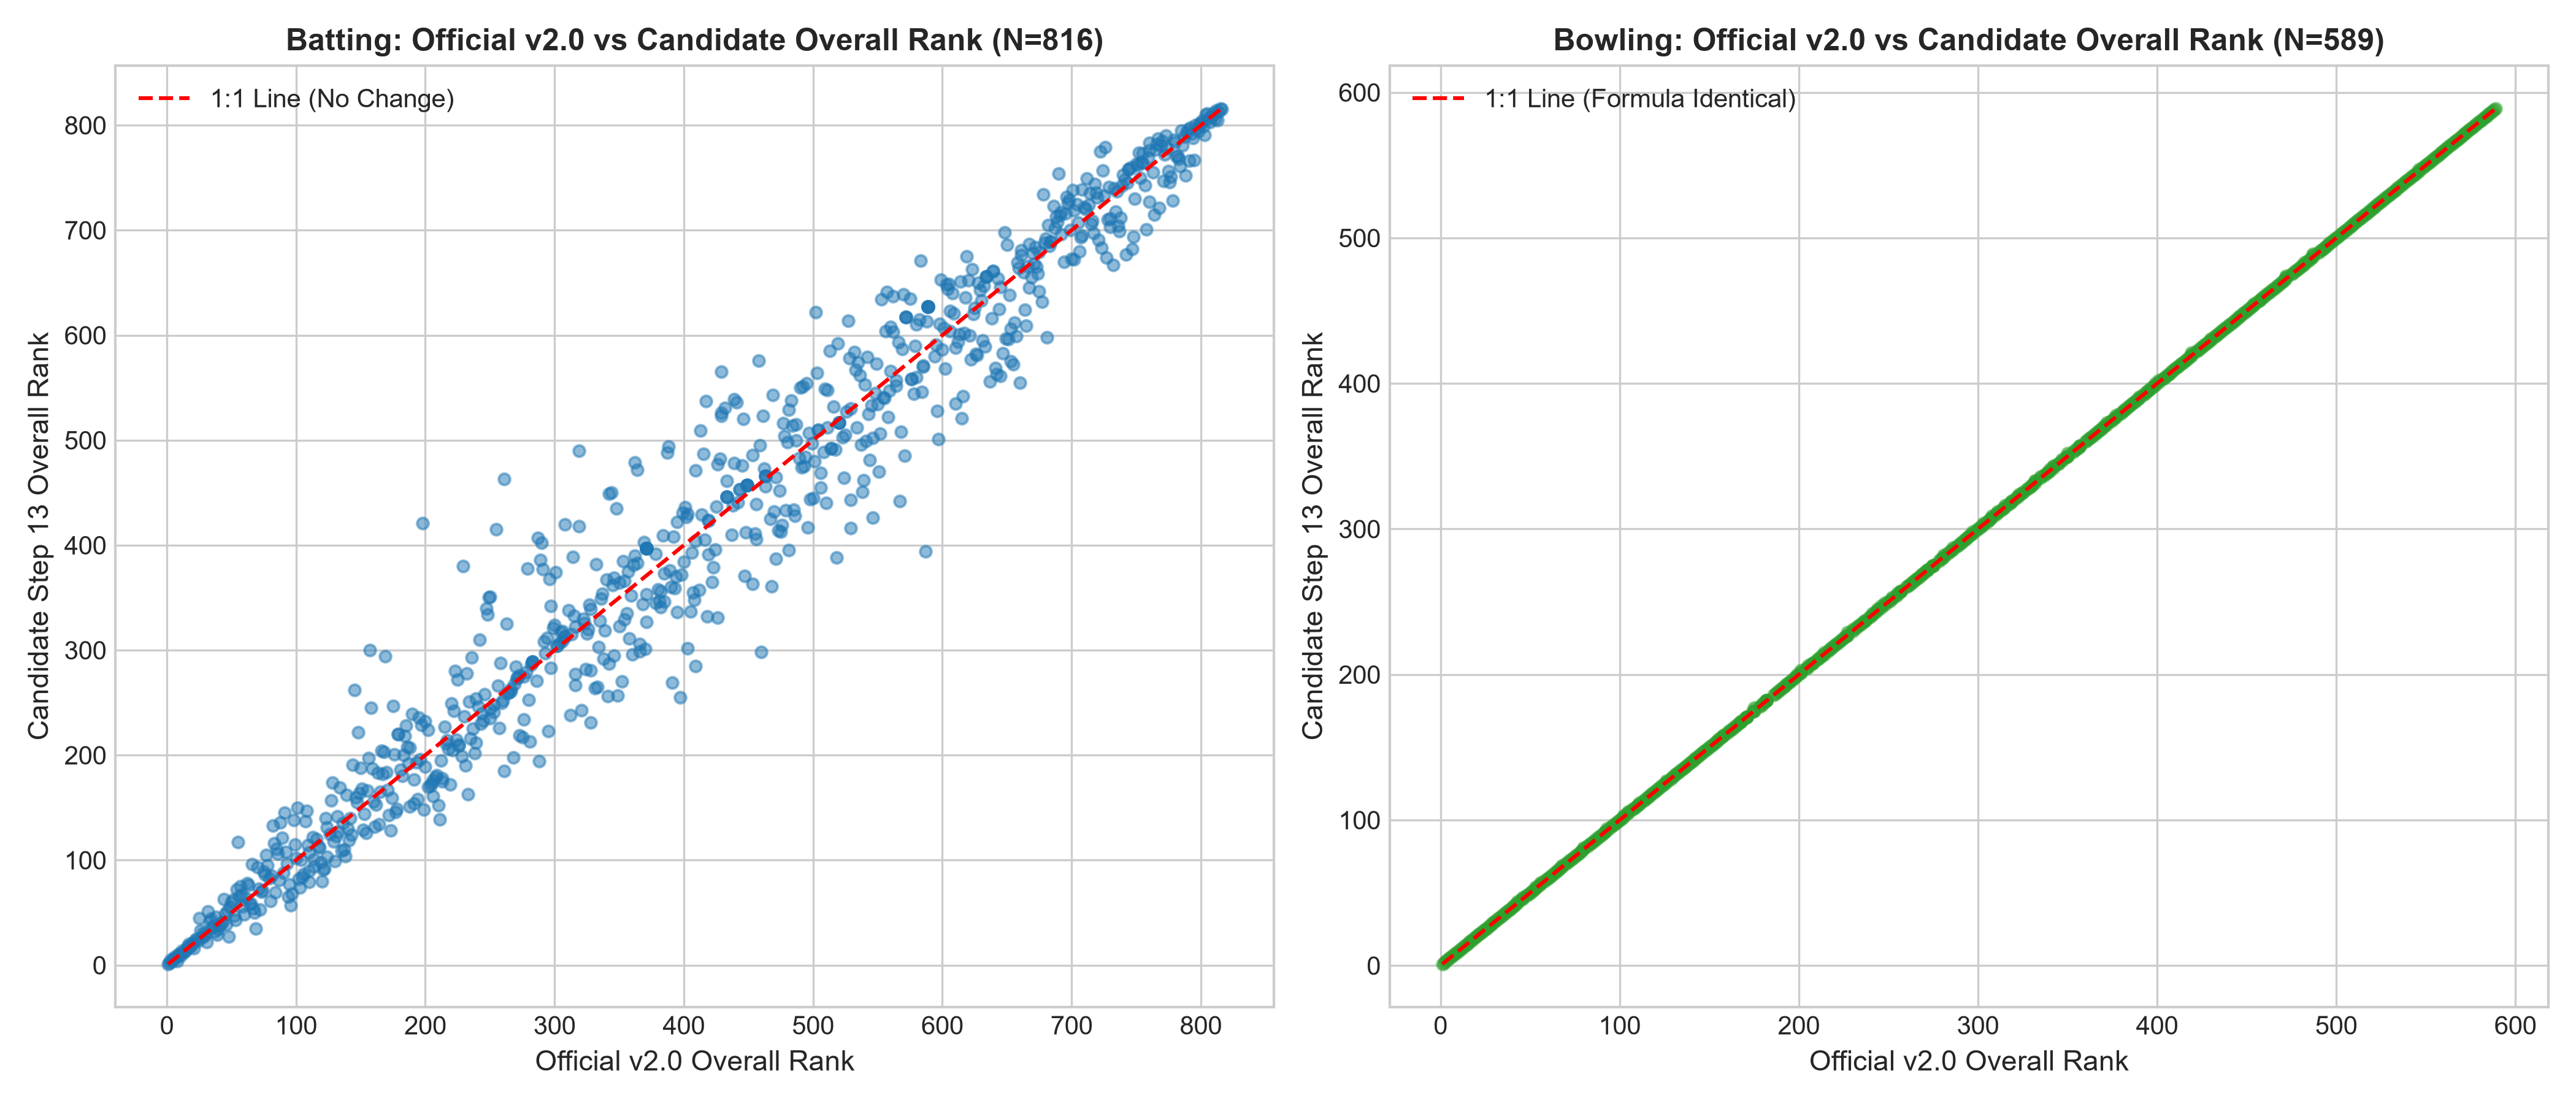 Batting: Official v2.0 vs Candidate Overall Rank (N=816)
1:1 Line (No Change)
Candidate Step 13 Overall Rank
800
700
600
500
400
300
200
100
0
0 100 200 300 400 500 600 700 800
Official v2.0 Overall Rank
Bowling: Official v2.0 vs Candidate Overall Rank (N=589)
1:1 Line (Formula Identical)
Candidate Step 13 Overall Rank
600
500
400
300
200
100
0
0 100 200 300 400 500 600
Official v2.0 Overall Rank